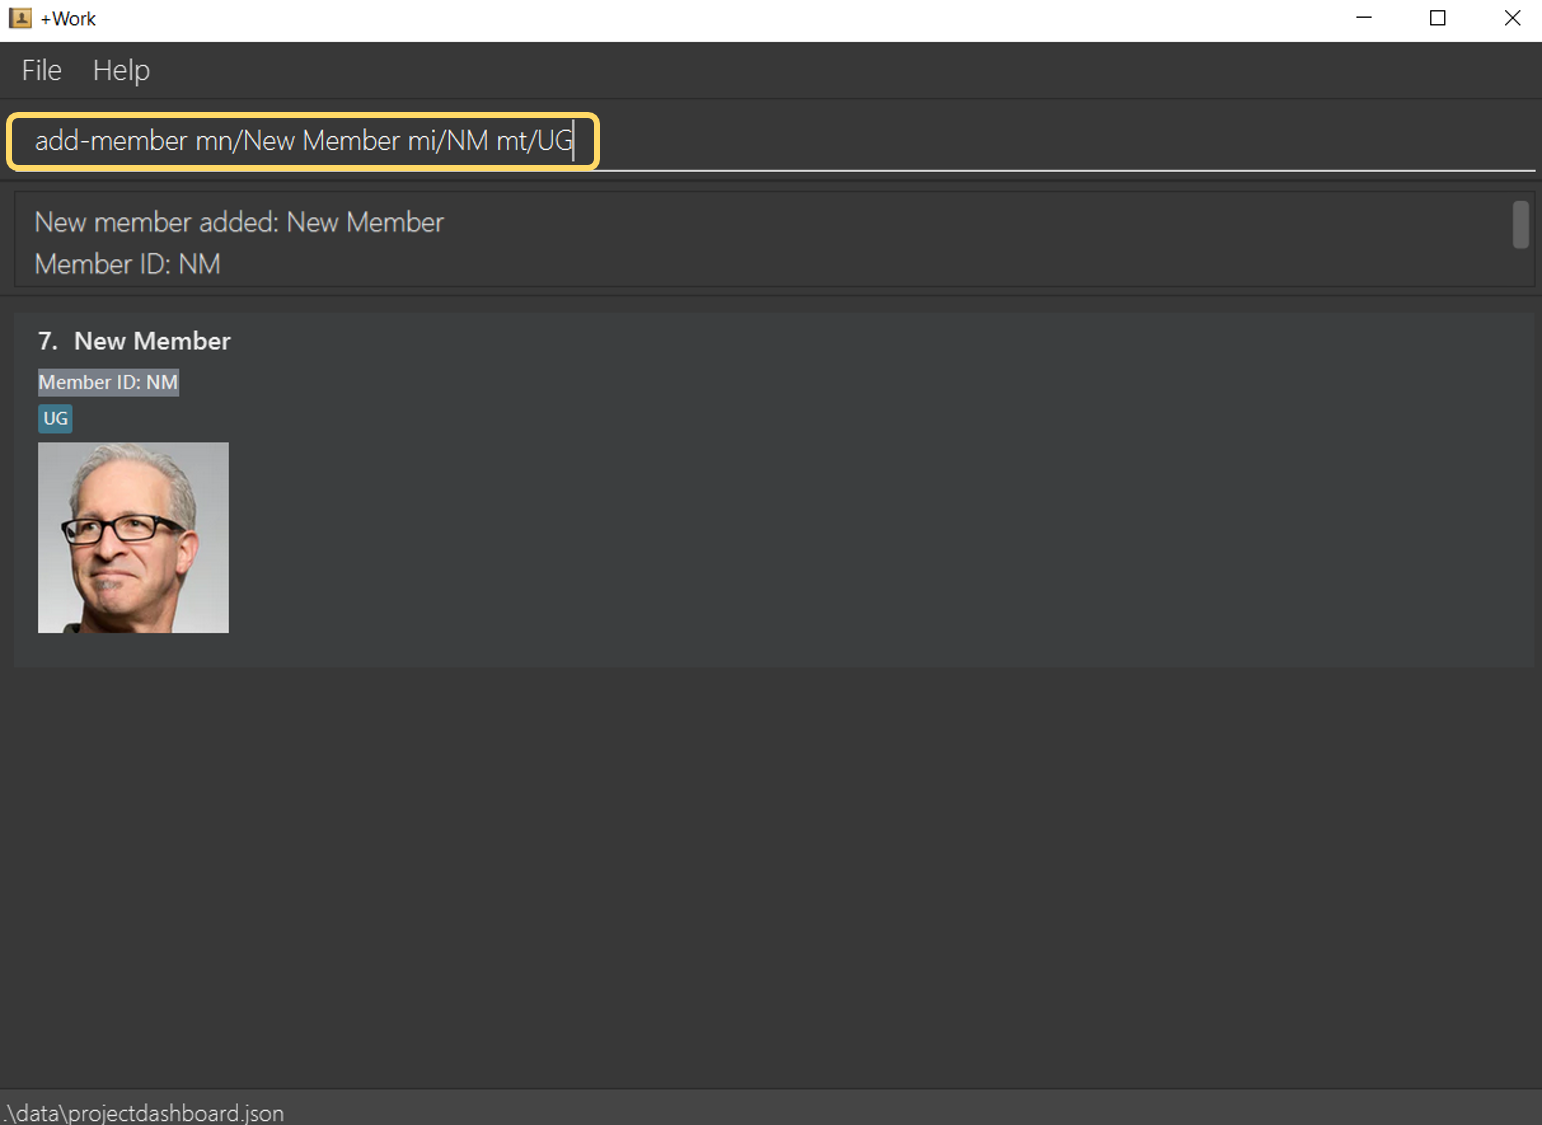 +Work
File Help
add-member mn/New Member mi/NM mt/UG
New member added: New Member
Member ID: NM
7. New Member
Member ID: NM
UG
.\data\projectdashboard.json